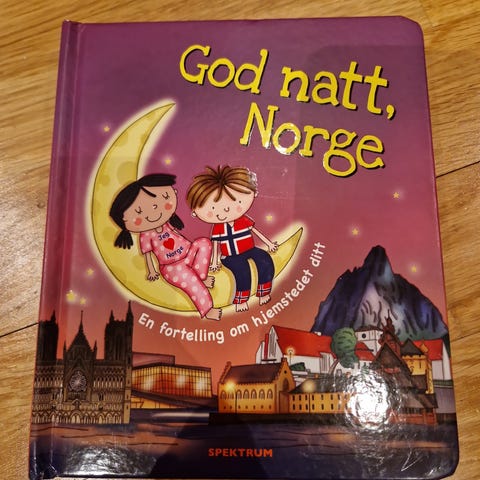 God natt,
Norge
Jeg
Norge
En fortelling om hjemstedet ditt
SPEKTRUM